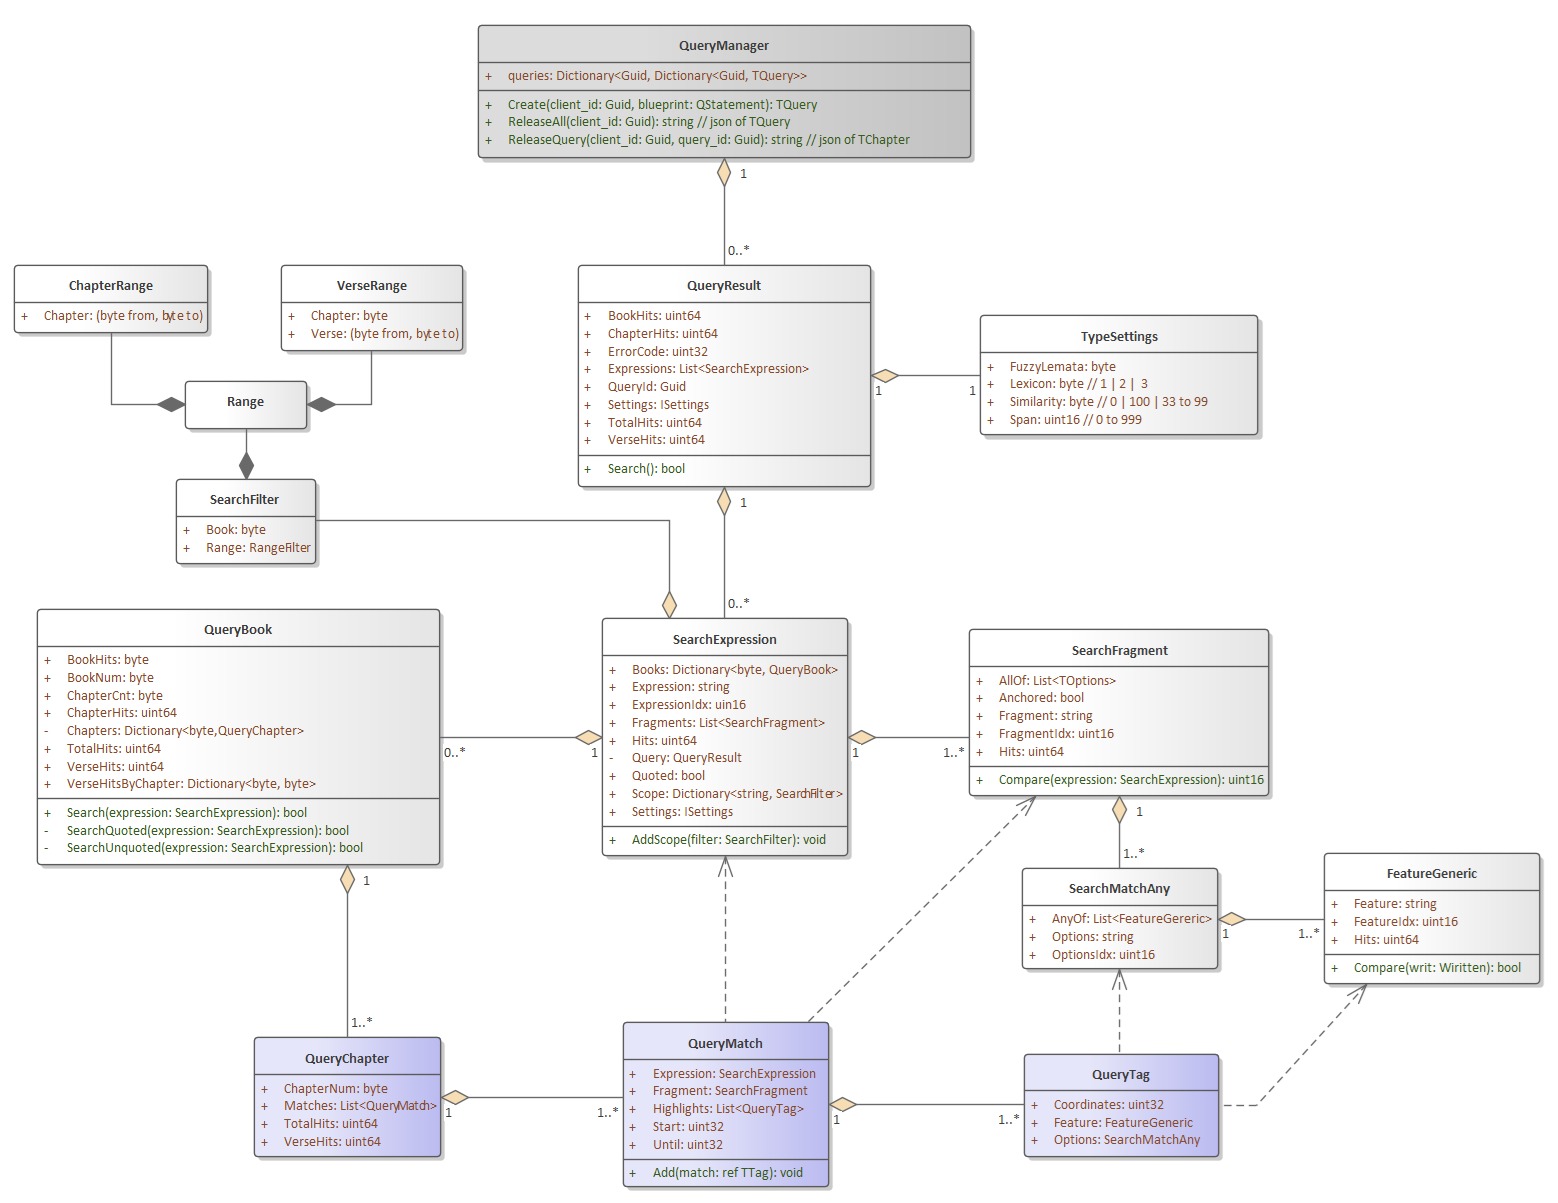 QueryManager
+ queries: Dictionary<Guid, Dictionary<Guid, TQuery>>
+ Create(client_id: Guid, blueprint: QStatement): TQuery
+ ReleaseAll(client_id: Guid): string // json of TQuery
+ ReleaseQuery(client_id: Guid, query_id: Guid): string // json of TChapter
1
0..*
ChapterRange
+ Chapter: (byte from, byte to)
VerseRange
+ Chapter: byte
+ Verse: (byte from, byte to)
QueryResult
+ BookHits: uint64
+ ChapterHits: uint64
+ ErrorCode: uint32
+ Expressions: List<SearchExpression>
+ QueryId: Guid
+ Settings: ISettings
+ TotalHits: uint64
+ VerseHits: uint64
+ Search(): bool
1
1
TypeSettings
+ FuzzyLemata: byte
+ Lexicon: byte // 1 | 2 | 3
+ Similarity: byte // 0 | 100 | 33 to 99
+ Span: uint16 // 0 to 999
Range
SearchFilter
+ Book: byte
+ Range: RangeFilter
1
0..*
QueryBook
+ BookHits: byte
+ BookNum: byte
+ ChapterCnt: byte
+ ChapterHits: uint64
- Chapters: Dictionary<byte,QueryChapter>
+ TotalHits: uint64
+ VerseHits: uint64
+ VerseHitsByChapter: Dictionary<byte, byte>
+ Search(expression: SearchExpression): bool
- SearchQuoted(expression: SearchExpression): bool
- SearchUnquoted(expression: SearchExpression): bool
0..*
1
SearchExpression
+ Books: Dictionary<byte, QueryBook>
+ Expression: string
+ ExpressionIdx: uin16
+ Fragments: List<SearchFragment>
+ Hits: uint64
- Query: QueryResult
+ Quoted: bool
+ Scope: Dictionary<string, SearchFilter>
+ Settings: ISettings
+ AddScope(filter: SearchFilter): void
1
1..*
SearchFragment
+ AllOf: List<TOptions>
+ Anchored: bool
+ Fragment: string
+ FragmentIdx: uint16
+ Hits: uint64
+ Compare(expression: SearchExpression): uint16
1
1..*
SearchMatchAny
+ AnyOf: List<FeatureGereric>
+ Options: string
+ OptionsIdx: uint16
1
1..*
FeatureGeneric
+ Feature: string
+ FeatureIdx: uint16
+ Hits: uint64
+ Compare(writ: Wiritten): bool
1
1..*
QueryChapter
+ ChapterNum: byte
+ Matches: List<QueryMatch>
+ TotalHits: uint64
+ VerseHits: uint64
1
1..*
QueryMatch
+ Expression: SearchExpression
+ Fragment: SearchFragment
+ Highlights: List<QueryTag>
+ Start: uint32
+ Until: uint32
+ Add(match: ref TTag): void
1
1..*
QueryTag
+ Coordinates: uint32
+ Feature: FeatureGeneric
+ Options: SearchMatchAny